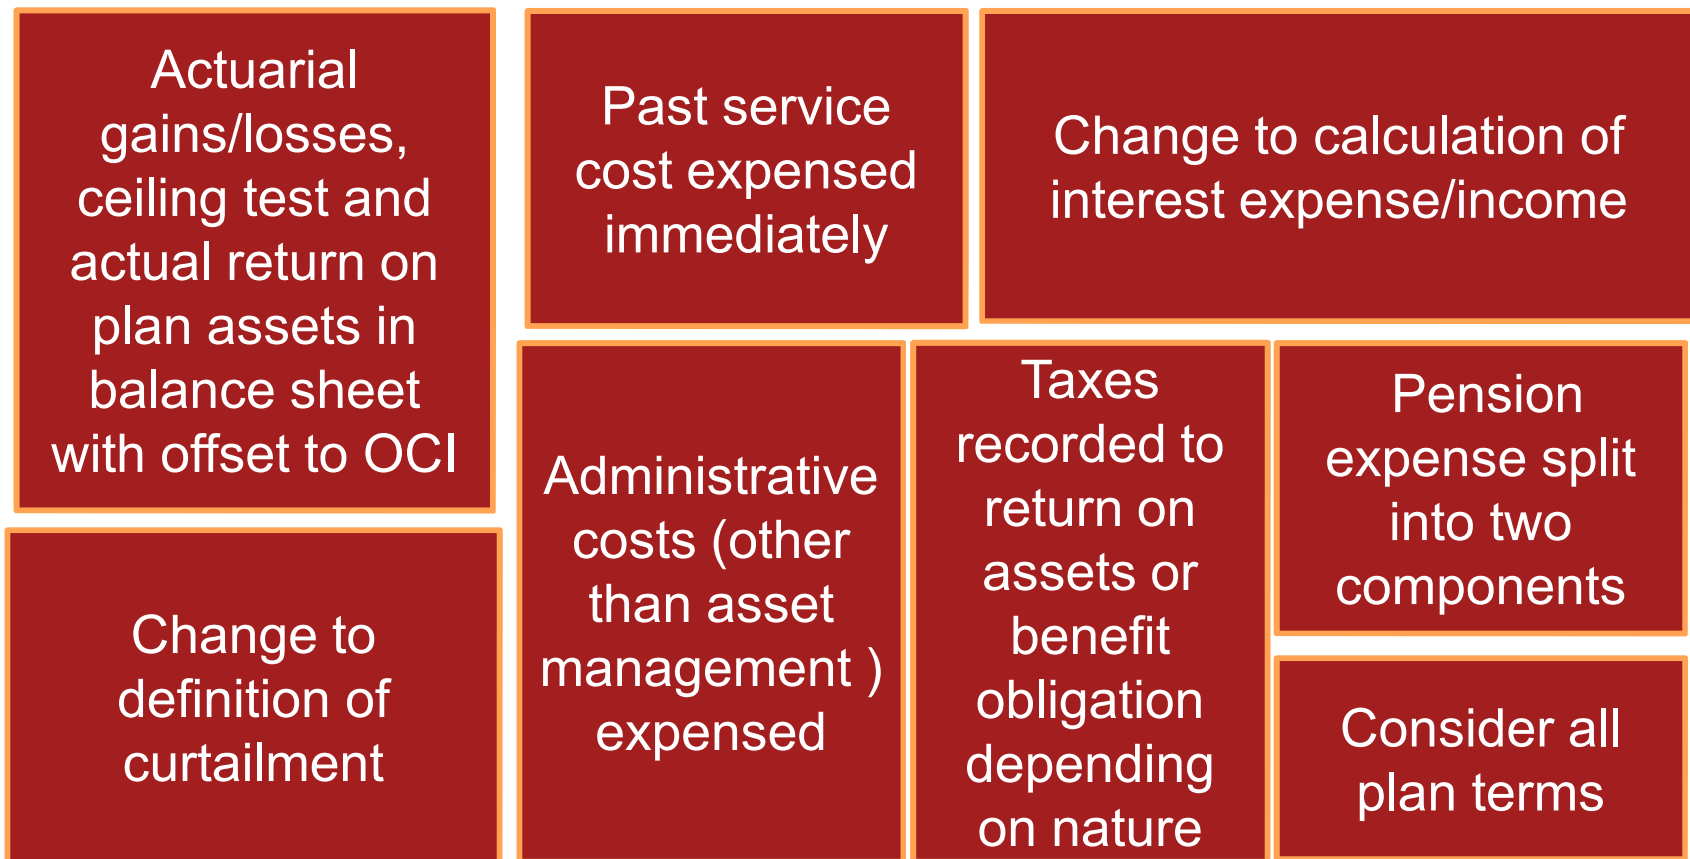 Actuarial
gains/losses,
ceiling test and
actual return on
plan assets in
balance sheet
with offset to OCI
Past service
cost expensed
immediately
Change to calculation of
interest expense/income
Change to
definition of
curtailment
Administrative
costs (other
than asset
management )
expensed
Taxes
recorded to
return on
assets or
benefit
obligation
depending
on nature
Pension
expense split
into two
components
Consider all
plan terms